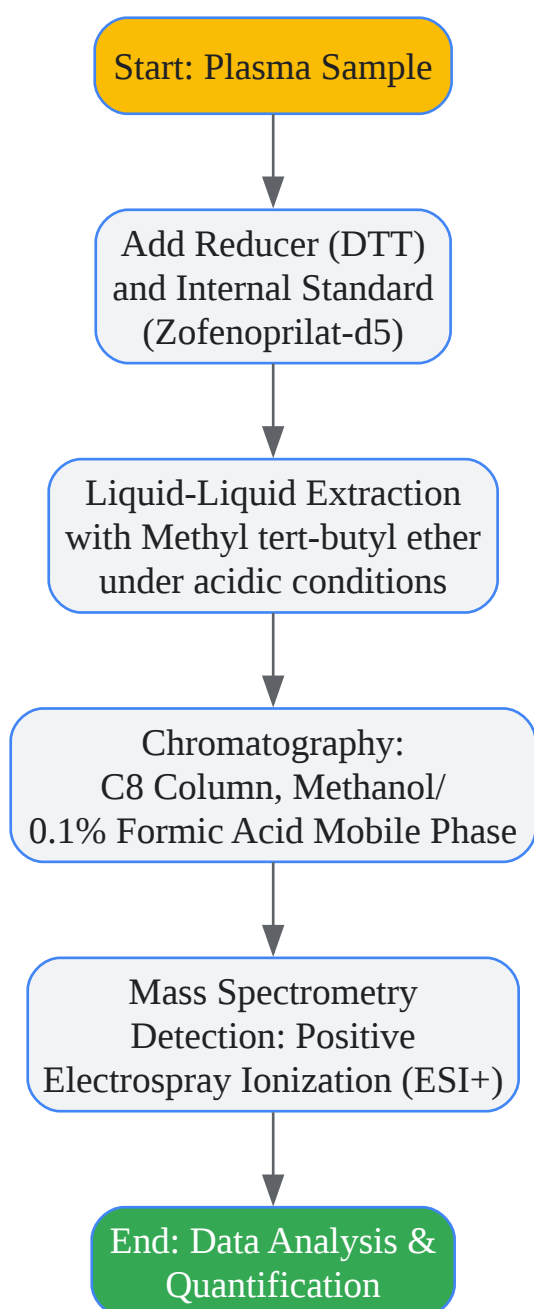 Start: Plasma Sample
Add Reducer (DTT)
and Internal Standard
(Zofenoprilat-d5)
Liquid-Liquid Extraction
with Methyl tert-butyl ether
under acidic conditions
Chromatography:
C8 Column, Methanol/
0.1% Formic Acid Mobile Phase
Mass Spectrometry
Detection: Positive
Electrospray Ionization (ESI+)
End: Data Analysis &
Quantification